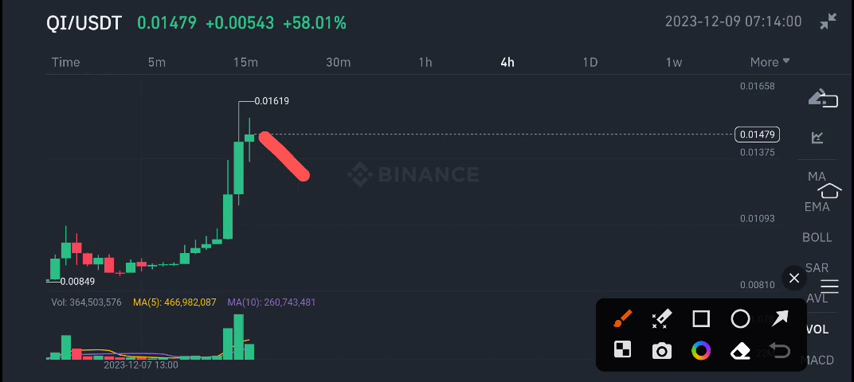 QI/USDT 0.01479 +0.00543 +58.01% 2023-12-09 07:14:00
Time 5m 15m 30m 1h 4h 1D 1w More
0.01658
0.01619
0.01479
0.01375
BINANCE
MA
EMA
0.01093
BOLL
SAR
0.00849
0.00810
AVL
Vol: 364,503,576 MA(5): 466,982,087 MA(10): 260,743,481
VOL
MACD
2023-12-07 13:00